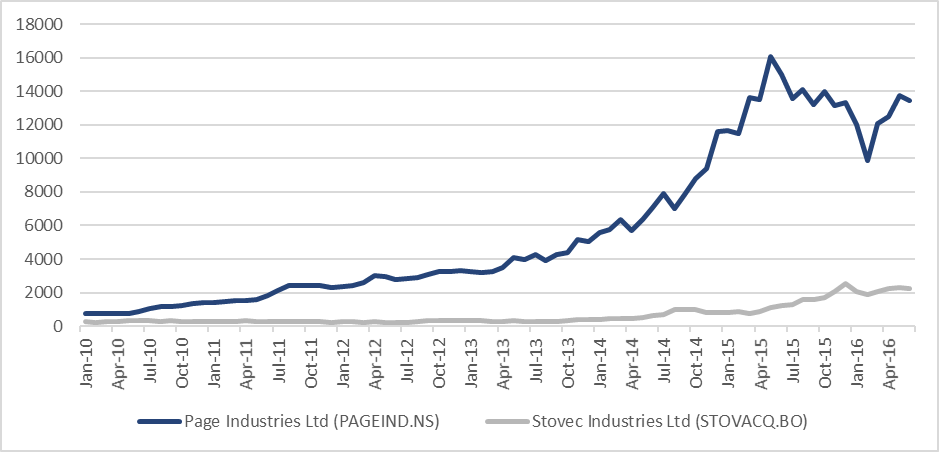 18000
16000
14000
12000
10000
8000
6000
4000
2000
0
Jan-10
Apr-10
Jul-10
Oct-10
Jan-11
Apr-11
Jul-11
Oct-11
Jan-12
Apr-12
Jul-12
Oct-12
Jan-13
Apr-13
Jul-13
Oct-13
Jan-14
Apr-14
Jul-14
Oct-14
Jan-15
Apr-15
Jul-15
Oct-15
Jan-16
Apr-16
Page Industries Ltd (PAGEIND.NS)
Stovec Industries Ltd (STOVACQ.BO)